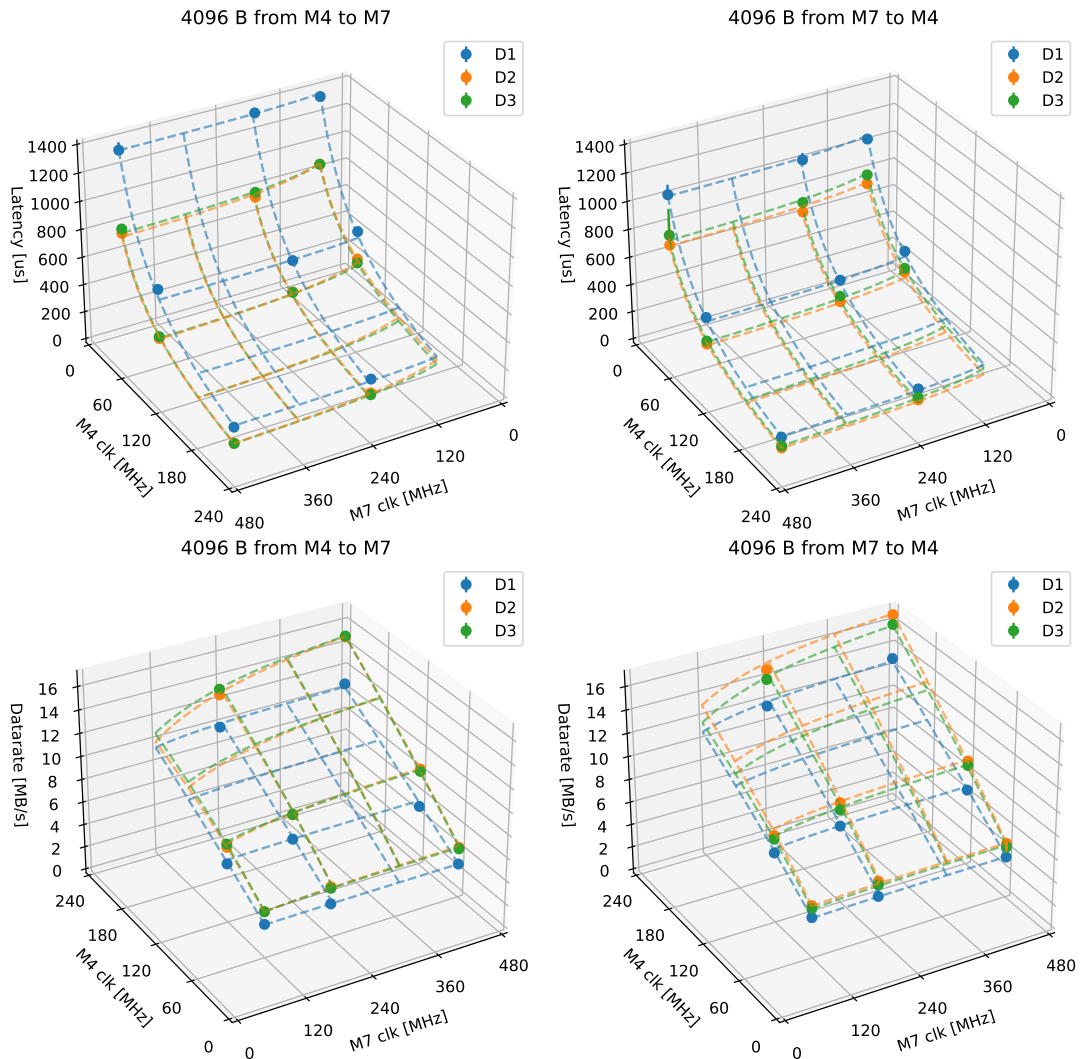 4096 B from M4 to M7
D1
D2
D3
Latency [us]
1400
1200
1000
800
600
400
200
0
0
60
120
180
240
M4 clk [MHz]
480
360
240
120
0
M7 clk [MHz]
4096 B from M7 to M4
D1
D2
D3
Latency [us]
1400
1200
1000
800
600
400
200
0
0
60
120
180
240
M4 clk [MHz]
480
360
240
120
0
M7 clk [MHz]
4096 B from M4 to M7
D1
D2
D3
Datarate [MB/s]
16
14
12
10
8
6
4
2
0
240
180
120
60
0
M4 clk [MHz]
0
120
240
360
480
M7 clk [MHz]
4096 B from M7 to M4
D1
D2
D3
Datarate [MB/s]
16
14
12
10
8
6
4
2
0
240
180
120
60
0
M4 clk [MHz]
0
120
240
360
480
M7 clk [MHz]